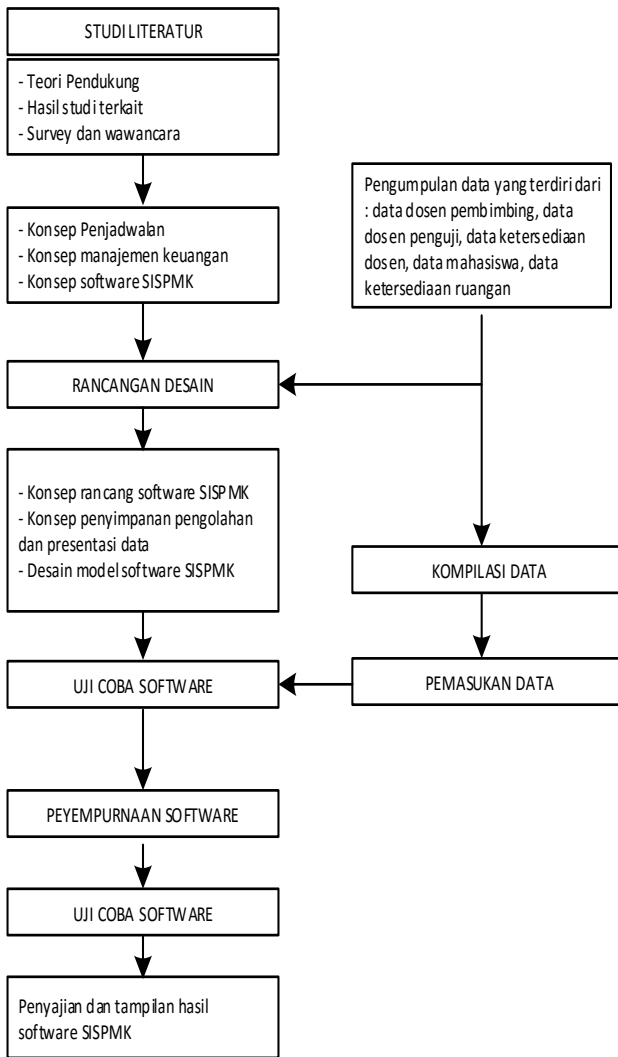 STUDI LITERATUR
- Teori Pendukung
- Hasil studi terkait
- Survey dan wawancara
- Konsep Penjadwalan
- Konsep manajemen keuangan
- Konsep software SISPMK
Pengumpulan data yang terdiri dari
: data dosen pembimbing, data
dosen penguji, data ketersediaan
dosen, data mahasiswa, data
ketersediaan ruangan
RANCANGAN DESAIN
- Konsep rancang software SISPMK
- Konsep penyimpanan pengolahan
dan presentasi data
- Desain model software SISPMK
KOMPILASI DATA
UJI COBA SOFTWARE
PEMASUKAN DATA
PEYEMPURNAAN SOFTWARE
UJI COBA SOFTWARE
Penyajian dan tampilan hasil
software SISPMK